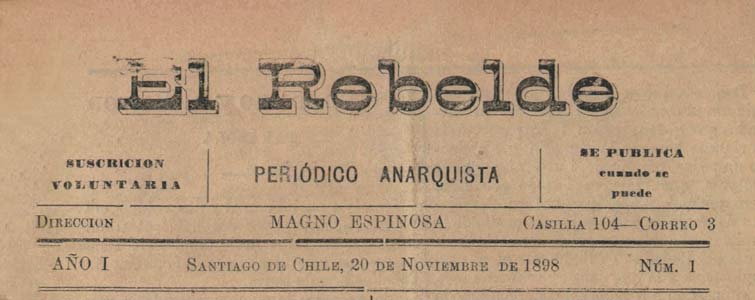 El Rebelde
SUSCRICION
VOLUNTARIA
PERIÓDICO ANARQUISTA
SE PUBLICA
cuando se
puede
DIRECCION MAGNO ESPINOSA CASILLA 104—CORREO 3
AÑO I SANTIAGO DE CHILE, 20 DE NOVIEMBRE DE 1898 NÚM. 1